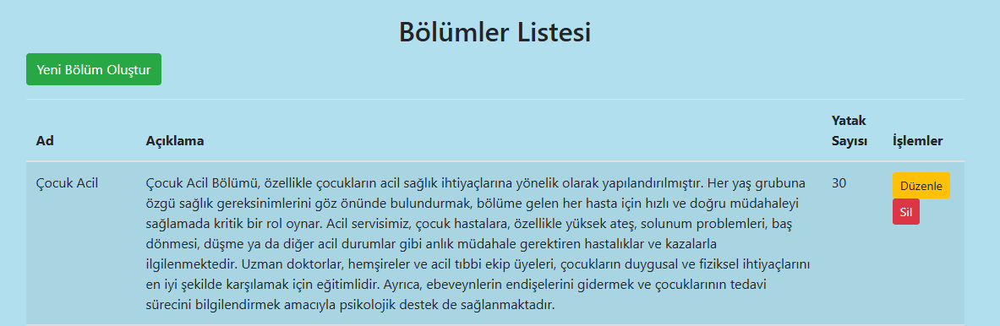 Bölümler Listesi
Yeni Bölüm Oluştur
Yatak
Ad Açıklama Sayısı İşlemler
Çocuk Acil Çocuk Acil Bölümü, özellikle çocukların acil sağlık ihtiyaçlarına yönelik olarak yapılandırılmıştır. Her yaş grubuna 30 Düzenle
özgü sağlık gereksinimlerini göz önünde bulundurmak, bölüme gelen her hasta için hızlı ve doğru müdahaleyi
sağlamada kritik bir rol oynar. Acil servisimiz, çocuk hastalara, özellikle yüksek ateş, solunum problemleri, baş Sil
dönmesi, düşme ya da diğer acil durumlar gibi anlık müdahale gerektiren hastalıklar ve kazalarla
ilgilenmektedir. Uzman doktorlar, hemşireler ve acil tıbbi ekip üyeleri, çocukların duygusal ve fiziksel ihtiyaçlarını
en iyi şekilde karşılamak için eğitimlidir. Ayrıca, ebeveynlerin endişelerini gidermek ve çocuklarının tedavi
sürecini bilgilendirmek amacıyla psikolojik destek de sağlanmaktadır.